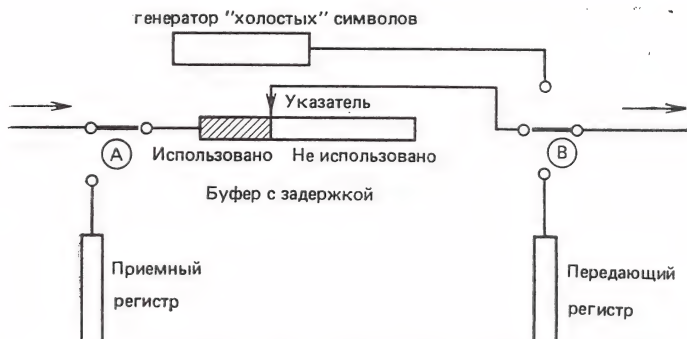 генератор "холостых" символов
Указатель
A
Использовано
Не использовано
B
Буфер с задержкой
Приемный
регистр
Передающий
регистр